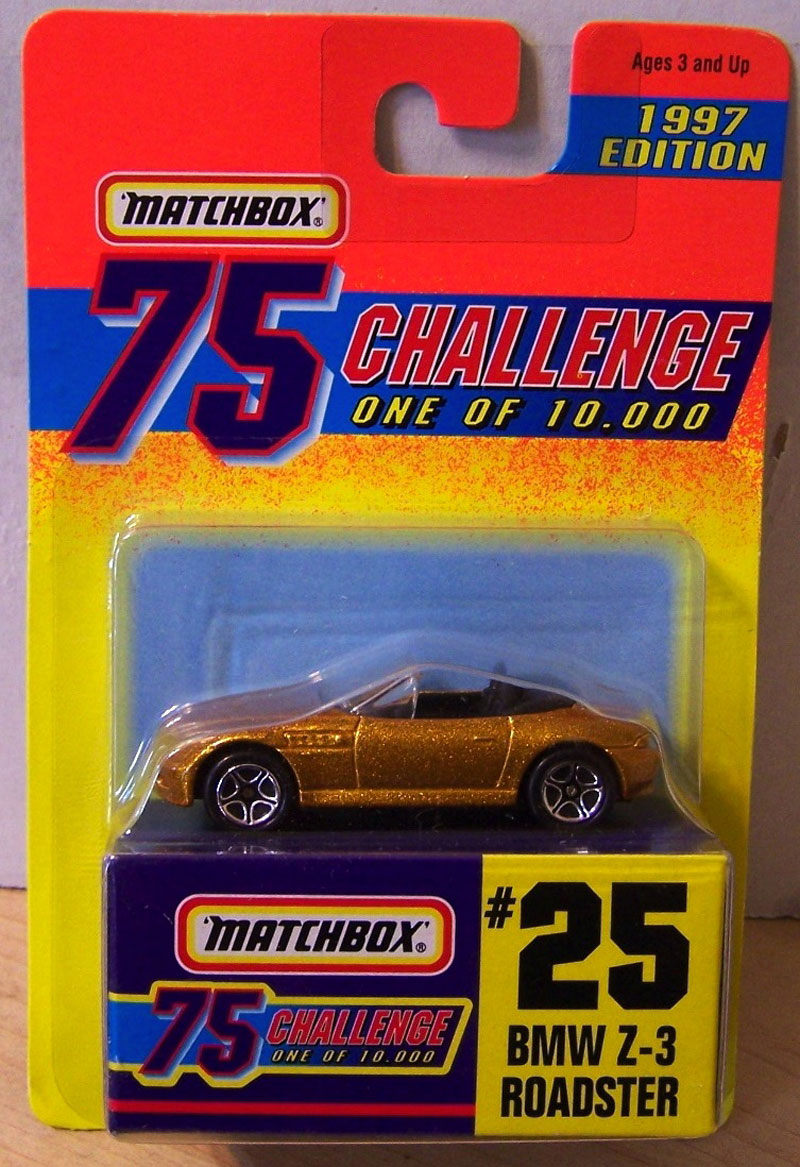 Ages 3 and Up
1997
EDITION
MATCHBOX®
75
CHALLENGE
ONE OF 10.000
MATCHBOX®
75
CHALLENGE
ONE OF 10.000
#25
BMW Z-3
ROADSTER